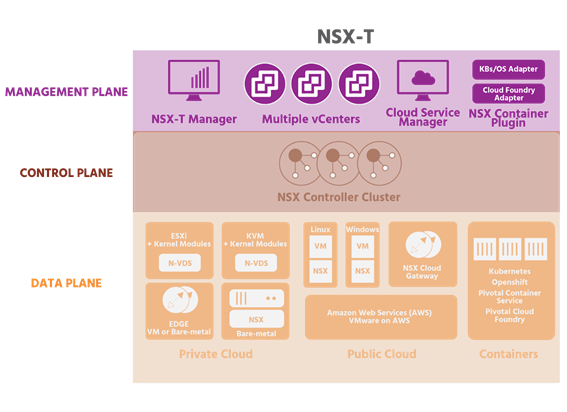 NSX-T
MANAGEMENT PLANE
NSX-T Manager
Multiple vCenters
Cloud Service
Manager
KBs/OS Adapter
Cloud Foundry
Adapter
NSX Container
Plugin
CONTROL PLANE
NSX Controller Cluster
DATA PLANE
ESXi
+ Kernel Modules
N-VDS
KVM
+ Kernel Modules
N-VDS
EDGE
VM or Bare-metal
NSX
Bare-metal
Private Cloud
Linux
VM
NSX
Windows
VM
NSX
NSX Cloud
Gateway
Amazon Web Services (AWS)
VMware on AWS
Public Cloud
Kubernetes
Openshift
Pivotal Container
Service
Pivotal Cloud
Foundry
Containers